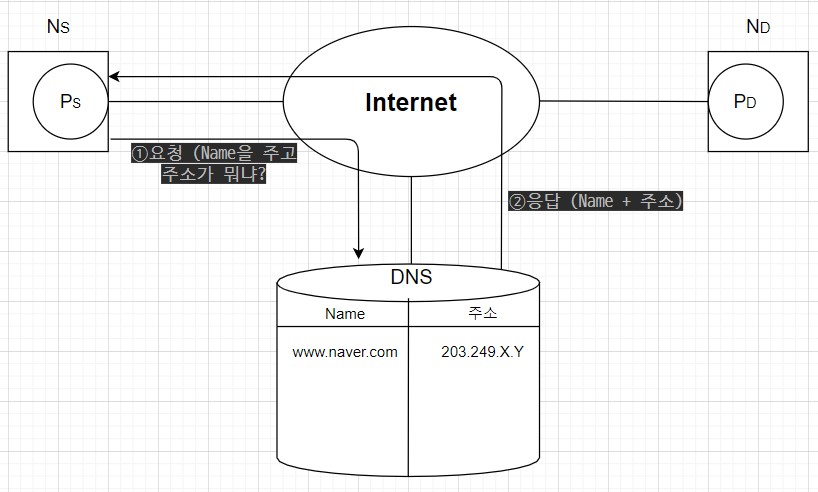 Ns ND
Ps Internet PD
①요청 (Name을 주고
주소가 뭐냐?
②응답 (Name + 주소)
DNS
Name 주소
www.naver.com 203.249.X.Y